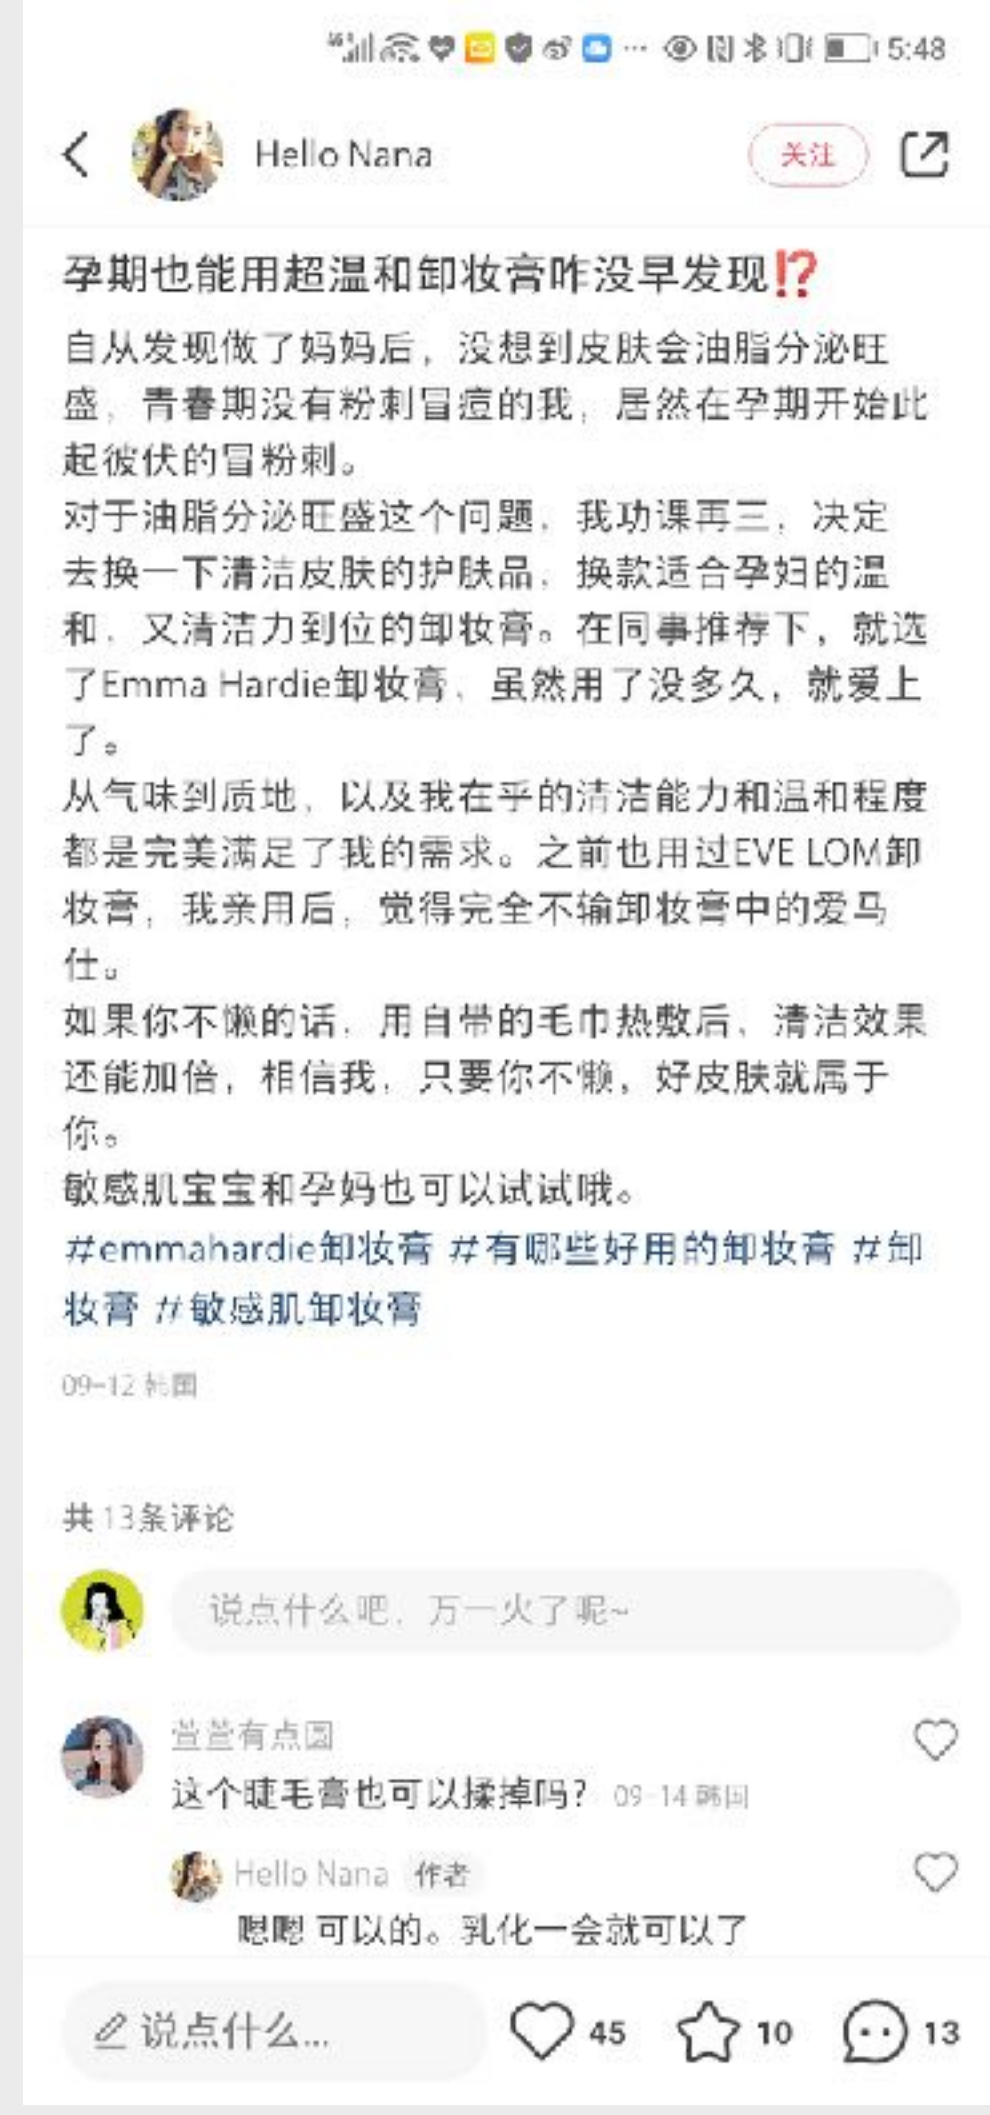 5:48
Hello Nana
关注
孕期也能用超温和卸妆膏咋没早发现⁉️
自从发现做了妈妈后，没想到皮肤会油脂分泌旺
盛，青春期没有粉刺冒痘的我，居然在孕期开始此
起彼伏的冒粉刺。
对于油脂分泌旺盛这个问题，我功课再三，决定
去换一下清洁皮肤的护肤品，换款适合孕妇的温
和，又清洁力到位的卸妆膏。在同事推荐下，就选
了Emma Hardie卸妆膏，虽然用了没多久，就爱上
了。
从气味到质地，以及我在乎的清洁能力和温和程度
都是完美满足了我的需求。之前也用过EVE LOM卸
妆膏，我亲用后，觉得完全不输卸妆膏中的爱马
仕。
如果你不懒的话，用自带的毛巾热敷后，清洁效果
还能加倍，相信我，只要你不懒，好皮肤就属于
你。
敏感肌宝宝和孕妈也可以试试哦。
#emmahardie卸妆膏 #有哪些好用的卸妆膏 #卸
妆膏 #敏感肌卸妆膏
09-12 韩国
共 13条评论
说点什么吧，万一火了呢~
萱萱有点圆
这个睫毛膏也可以揉掉吗? 09-14 韩国
Hello Nana 作者
嗯嗯 可以的。乳化一会就可以了
说点什么... 45 10 13